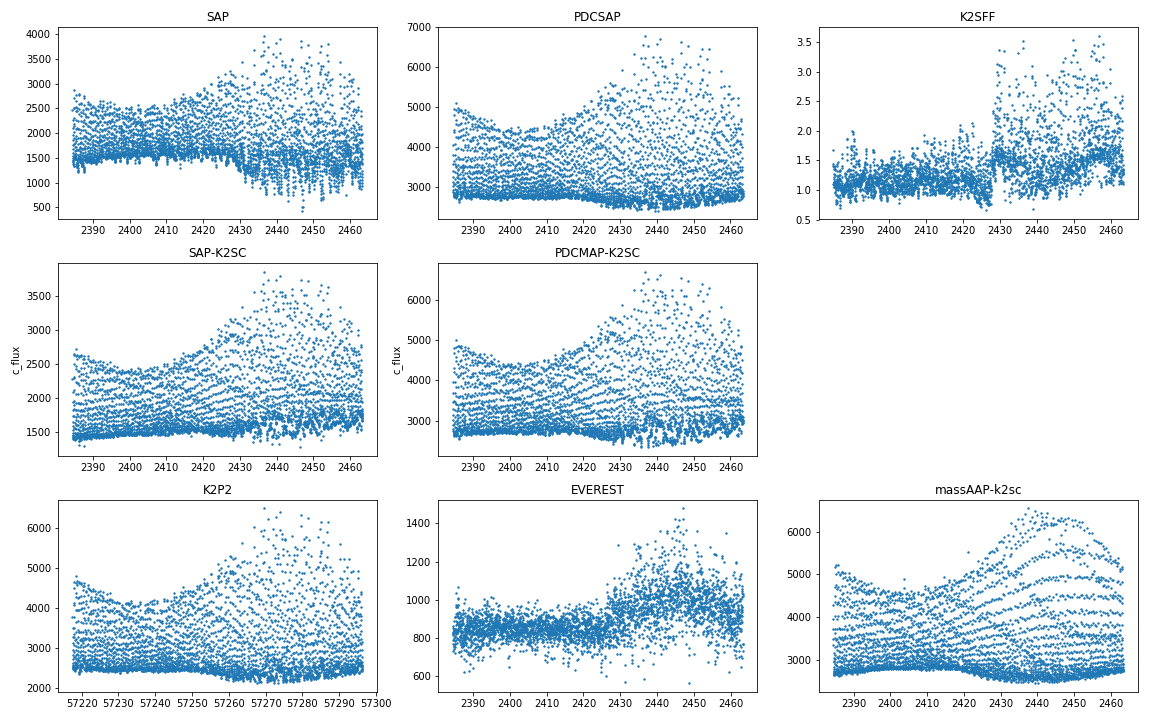 SAP
4000
3500
3000
2500
2000
1500
1000
500
2390 2400 2410 2420 2430 2440 2450 2460
PDCSAP
7000
6000
5000
4000
3000
2390 2400 2410 2420 2430 2440 2450 2460
K2SFF
3.5
3.0
2.5
2.0
1.5
1.0
0.5
2390 2400 2410 2420 2430 2440 2450 2460
SAP-K2SC
c_flux
3500
3000
2500
2000
1500
2390 2400 2410 2420 2430 2440 2450 2460
PDCMAP-K2SC
c_flux
6000
5000
4000
3000
2390 2400 2410 2420 2430 2440 2450 2460
K2P2
6000
5000
4000
3000
2000
57220 57230 57240 57250 57260 57270 57280 57290 57300
EVEREST
1400
1200
1000
800
600
2390 2400 2410 2420 2430 2440 2450 2460
massAAP-k2sc
6000
5000
4000
3000
2390 2400 2410 2420 2430 2440 2450 2460